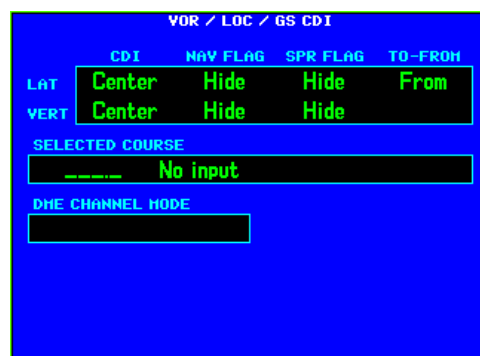 VOR / LOC / GS CDI
CDI NAV FLAG SPR FLAG TO-FROM
LAT Center Hide Hide From
VERT Center Hide Hide
SELECTED COURSE
___._ No input
DME CHANNEL MODE